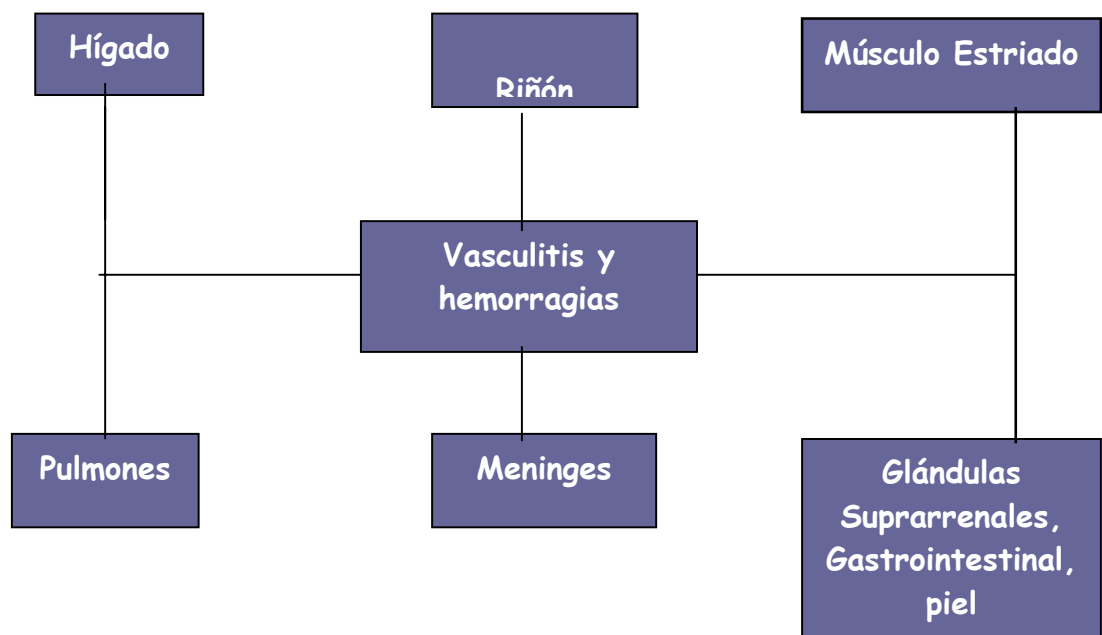 Hígado
Riñón
Músculo Estriado
Vasculitis y
hemorragias
Pulmones
Meninges
Glándulas
Suprarrenales,
Gastrointestinal,
piel